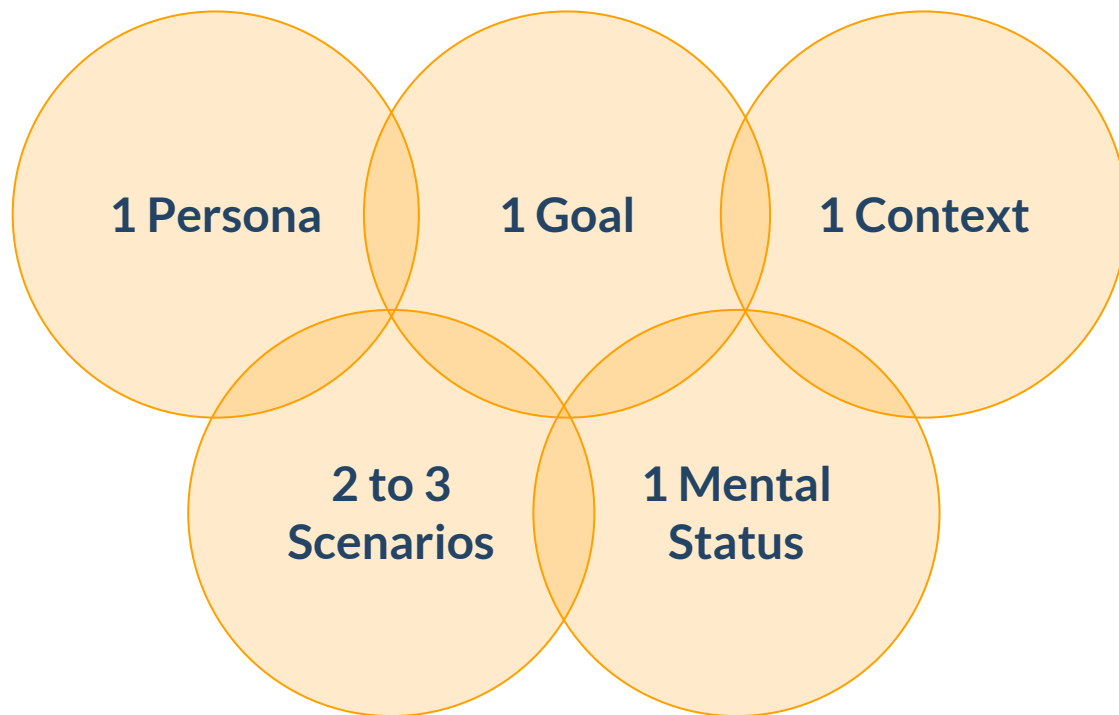 1 Persona
1 Goal
1 Context
2 to 3
Scenarios
1 Mental
Status